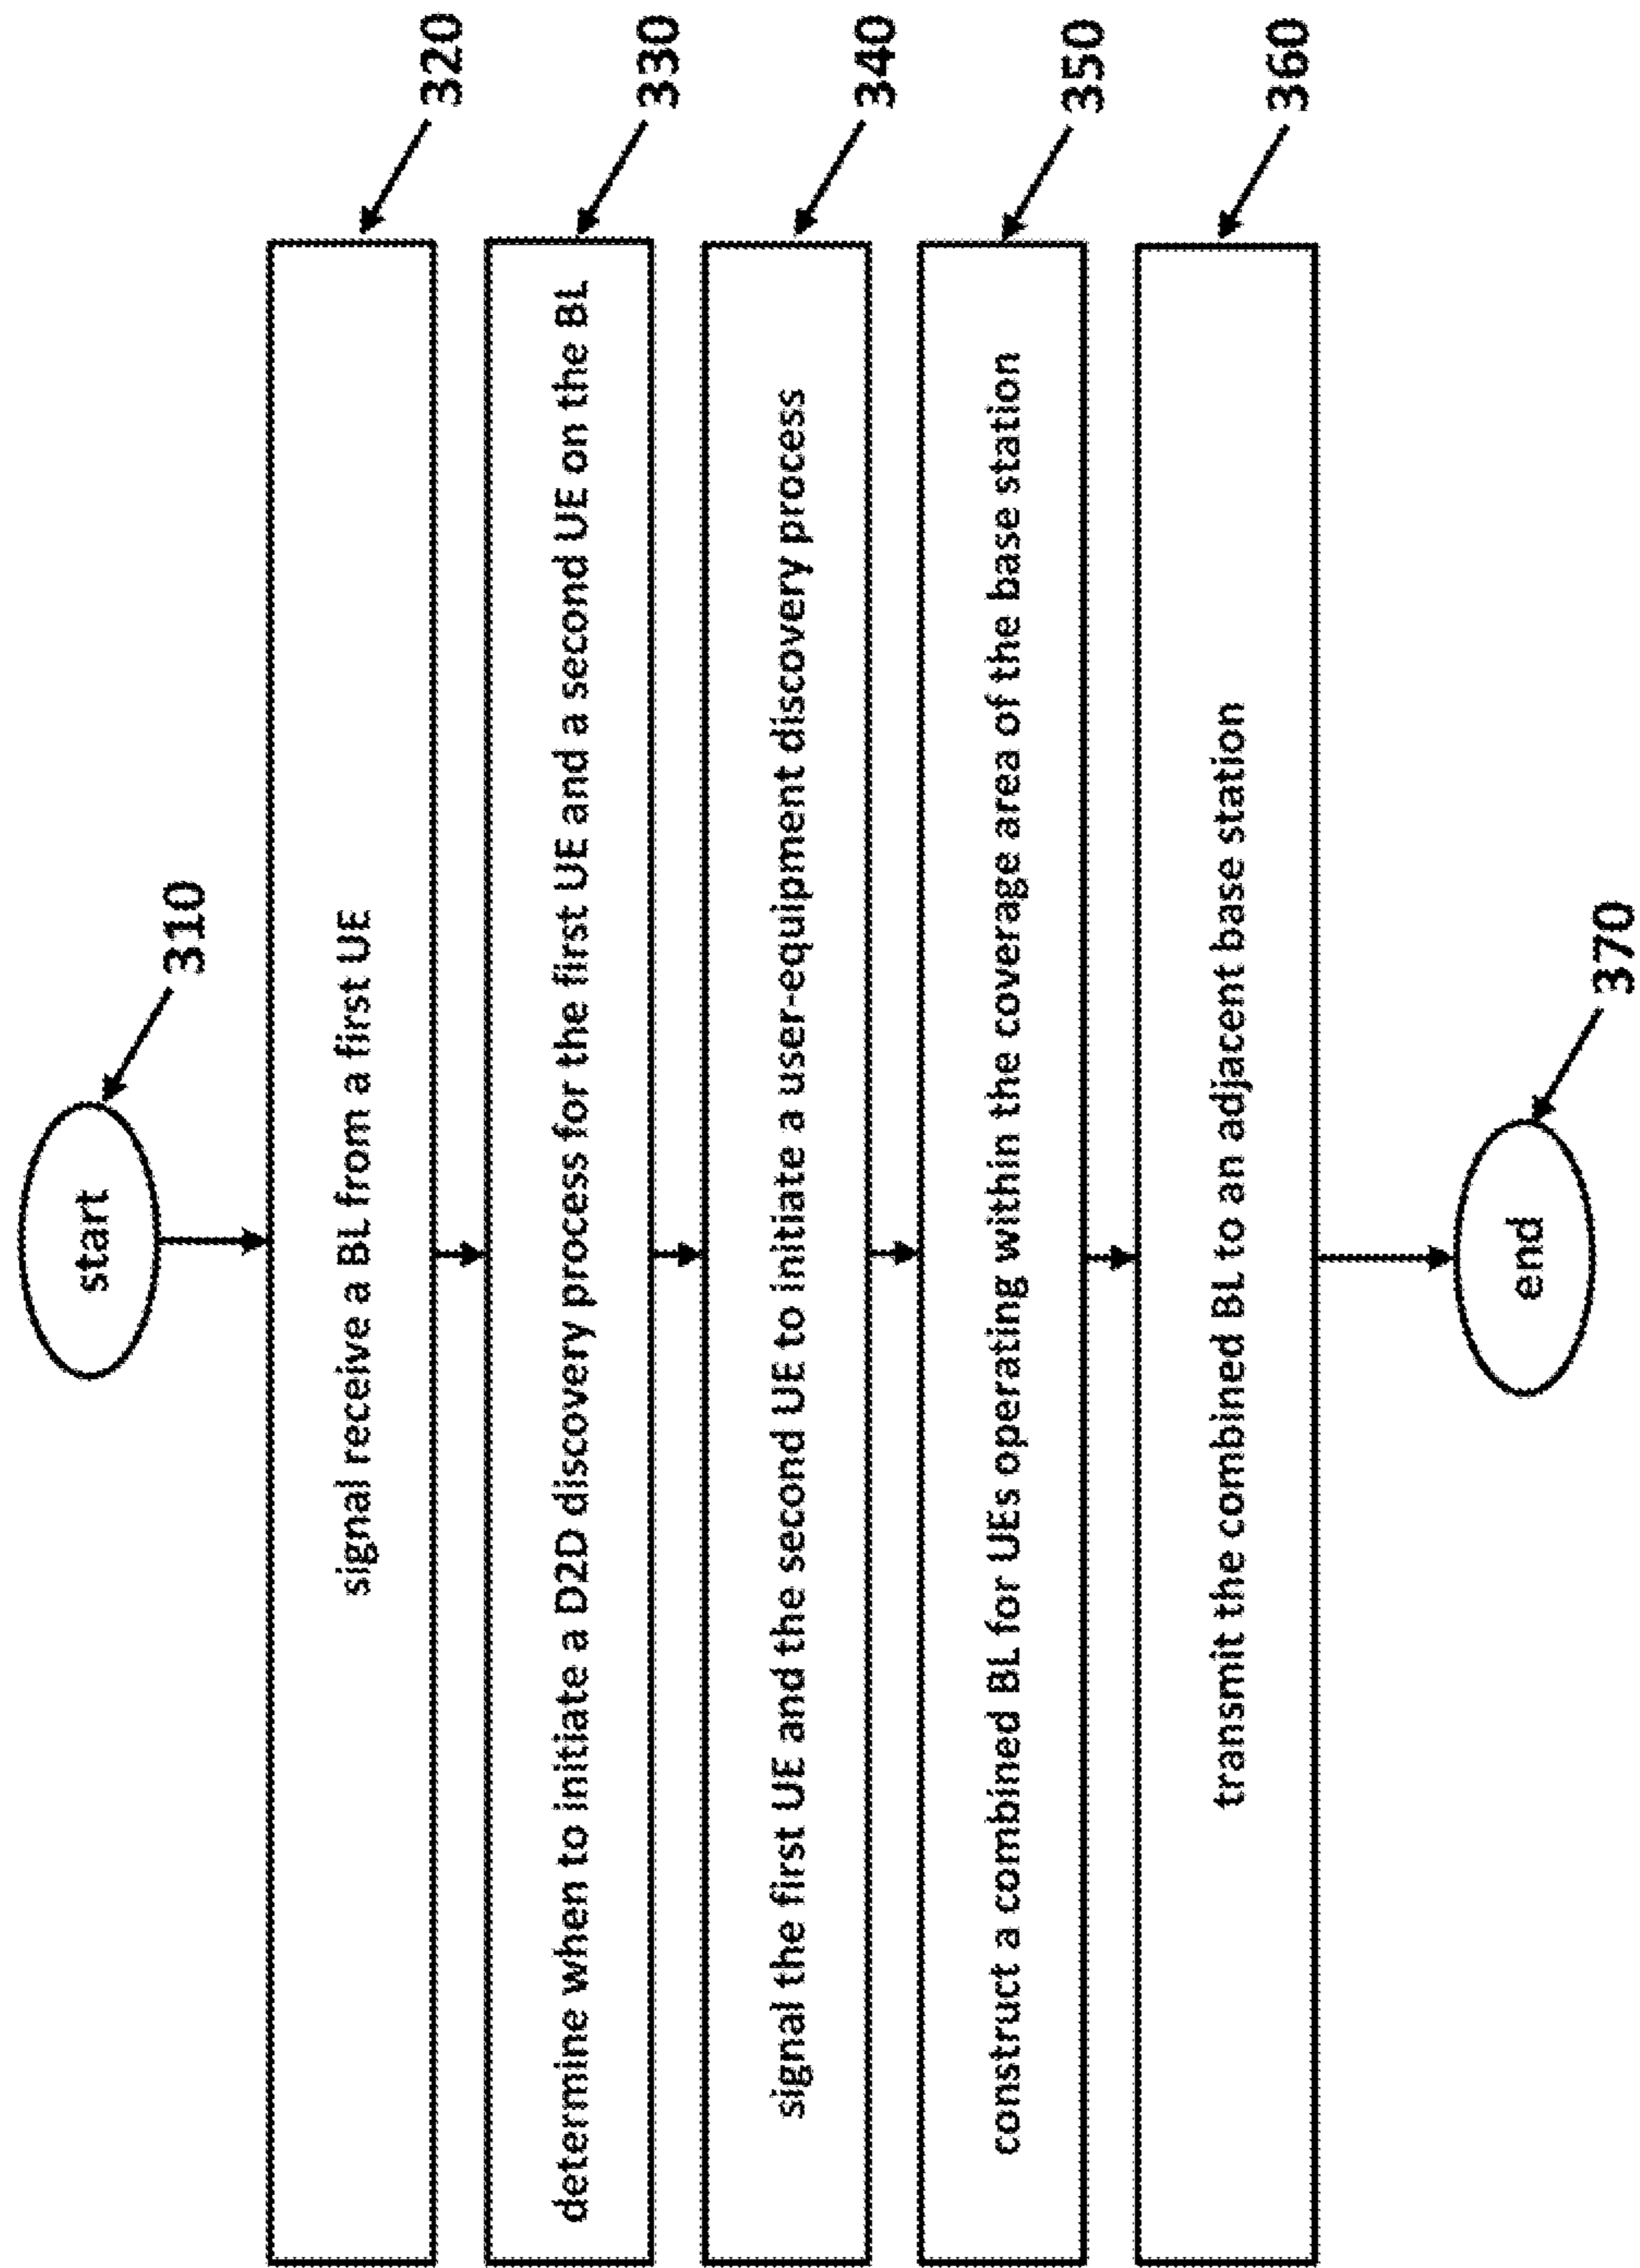 start
310
signal receive a BL from a first UE
320
determine when to initiate a D2D discovery process for the first UE and a second UE on the BL
330
signal the first UE and the second UE to initiate a user-equipment discovery process
340
construct a combined BL for UEs operating within the coverage area of the base station
350
transmit the combined BL to an adjacent base station
360
end
370